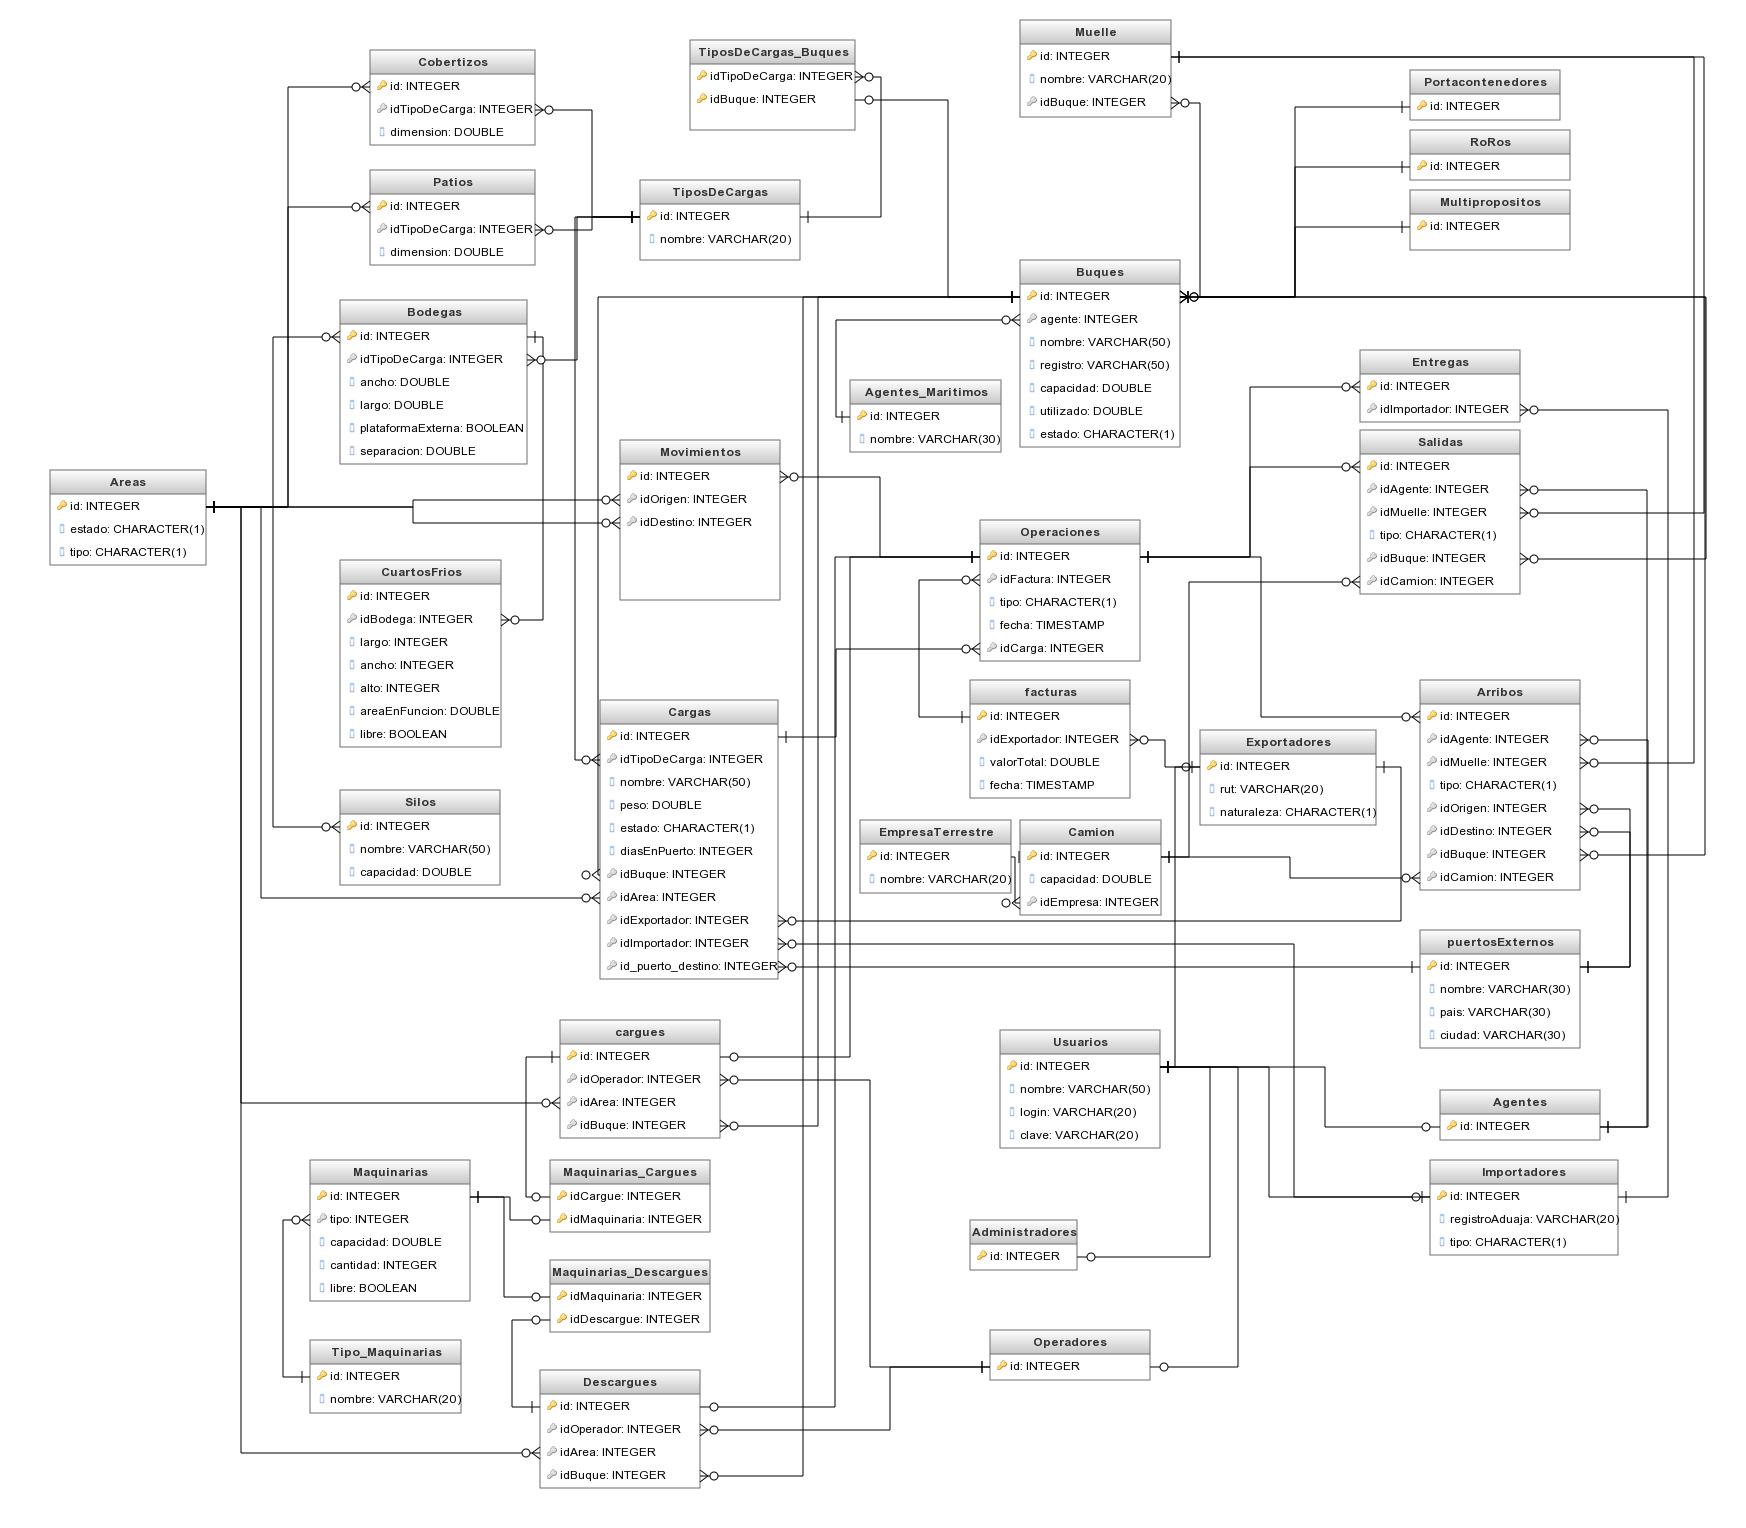 Cobertizos
id: INTEGER
idTipoDeCarga: INTEGER
dimension: DOUBLE
TiposDeCargas_Buques
idTipoDeCarga: INTEGER
idBuque: INTEGER
Muelle
id: INTEGER
nombre: VARCHAR(20)
idBuque: INTEGER
Portacontenedores
id: INTEGER
RoRos
id: INTEGER
Multipropositos
id: INTEGER
Patios
id: INTEGER
idTipoDeCarga: INTEGER
dimension: DOUBLE
TiposDeCargas
id: INTEGER
nombre: VARCHAR(20)
Buques
id: INTEGER
agente: INTEGER
nombre: VARCHAR(50)
registro: VARCHAR(50)
capacidad: DOUBLE
utilizado: DOUBLE
estado: CHARACTER(1)
Bodegas
id: INTEGER
idTipoDeCarga: INTEGER
ancho: DOUBLE
largo: DOUBLE
plataformaExterna: BOOLEAN
separacion: DOUBLE
Agentes_Maritimos
id: INTEGER
nombre: VARCHAR(30)
Entregas
id: INTEGER
idImportador: INTEGER
Salidas
id: INTEGER
idAgente: INTEGER
idMuelle: INTEGER
tipo: CHARACTER(1)
idBuque: INTEGER
idCamion: INTEGER
Areas
id: INTEGER
estado: CHARACTER(1)
tipo: CHARACTER(1)
Movimientos
id: INTEGER
idOrigen: INTEGER
idDestino: INTEGER
Operaciones
id: INTEGER
idFactura: INTEGER
tipo: CHARACTER(1)
fecha: TIMESTAMP
idCarga: INTEGER
CuartosFrios
id: INTEGER
idBodega: INTEGER
largo: INTEGER
ancho: INTEGER
alto: INTEGER
areaEnFuncion: DOUBLE
libre: BOOLEAN
Cargas
id: INTEGER
idTipoDeCarga: INTEGER
nombre: VARCHAR(50)
peso: DOUBLE
estado: CHARACTER(1)
diasEnPuerto: INTEGER
idBuque: INTEGER
idArea: INTEGER
idExportador: INTEGER
idImportador: INTEGER
id_puerto_destino: INTEGER
facturas
id: INTEGER
idExportador: INTEGER
valorTotal: DOUBLE
fecha: TIMESTAMP
Exportadores
id: INTEGER
rut: VARCHAR(20)
naturaleza: CHARACTER(1)
Arribos
id: INTEGER
idAgente: INTEGER
idMuelle: INTEGER
tipo: CHARACTER(1)
idOrigen: INTEGER
idDestino: INTEGER
idBuque: INTEGER
idCamion: INTEGER
Silos
id: INTEGER
nombre: VARCHAR(50)
capacidad: DOUBLE
EmpresaTerrestre
id: INTEGER
nombre: VARCHAR(20)
Camion
id: INTEGER
capacidad: DOUBLE
idEmpresa: INTEGER
puertosExternos
id: INTEGER
nombre: VARCHAR(30)
pais: VARCHAR(30)
ciudad: VARCHAR(30)
cargues
id: INTEGER
idOperador: INTEGER
idArea: INTEGER
idBuque: INTEGER
Usuarios
id: INTEGER
nombre: VARCHAR(50)
login: VARCHAR(20)
clave: VARCHAR(20)
Agentes
id: INTEGER
Maquinarias
id: INTEGER
tipo: INTEGER
capacidad: DOUBLE
cantidad: INTEGER
libre: BOOLEAN
Maquinarias_Cargues
idCargue: INTEGER
idMaquinaria: INTEGER
Importadores
id: INTEGER
registroAduaja: VARCHAR(20)
tipo: CHARACTER(1)
Administradores
id: INTEGER
Maquinarias_Descargues
idMaquinaria: INTEGER
idDescargue: INTEGER
Tipo_Maquinarias
id: INTEGER
nombre: VARCHAR(20)
Operadores
id: INTEGER
Descargues
id: INTEGER
idOperador: INTEGER
idArea: INTEGER
idBuque: INTEGER